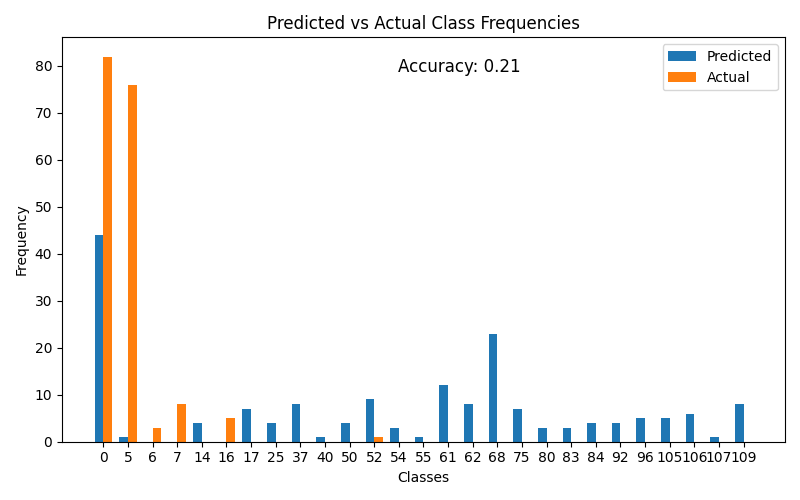 Predicted vs Actual Class Frequencies
Accuracy: 0.21
Predicted
Actual
80
70
60
50
40
30
20
10
0
Frequency
0 5 6 7 14 16 17 25 37 40 50 52 54 55 61 62 68 75 80 83 84 92 96 105 106 107 109
Classes